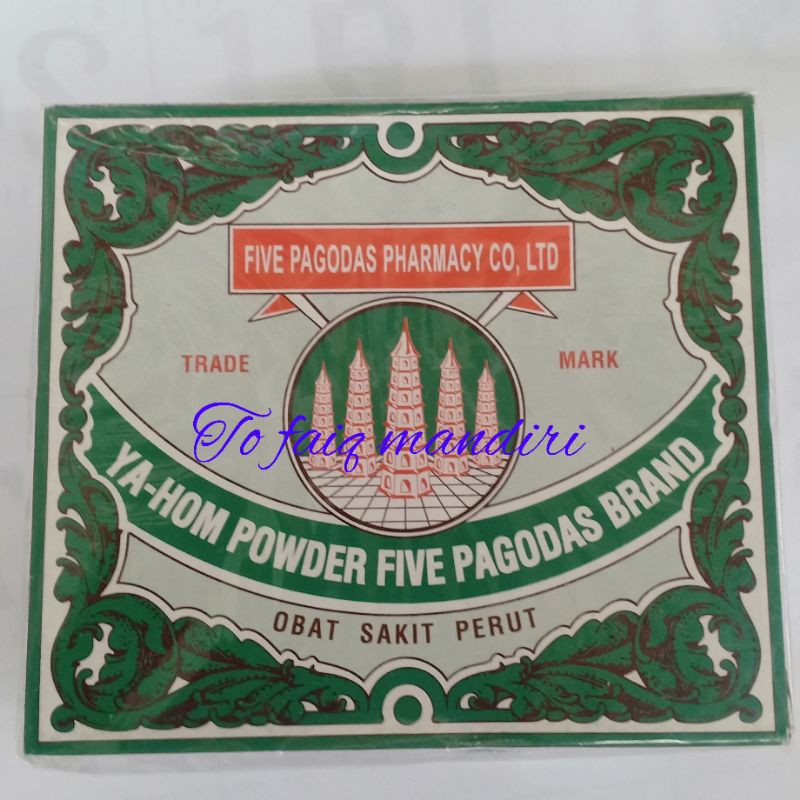 FIVE PAGODAS PHARMACY CO, LTD
TRADE MARK
To faiq mandiri
YA-HOM POWDER FIVE PAGODAS BRAND
OBAT SAKIT PERUT